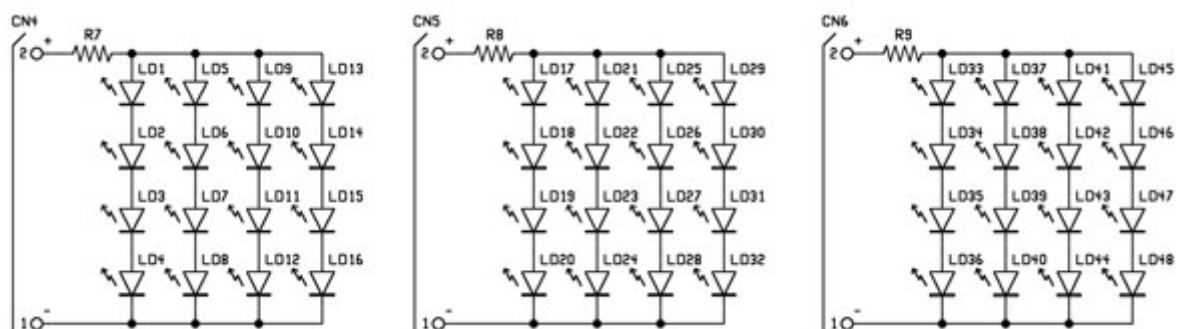 CN4 CN5 CN6
R7 R8 R9
2 + 2 + 2 +
LD1 LD5 LD9 LD13 LD17 LD21 LD25 LD29 LD33 LD37 LD41 LD45
LD2 LD6 LD10 LD14 LD18 LD22 LD26 LD30 LD34 LD38 LD42 LD46
LD3 LD7 LD11 LD15 LD19 LD23 LD27 LD31 LD35 LD39 LD43 LD47
LD4 LD8 LD12 LD16 LD20 LD24 LD28 LD32 LD36 LD40 LD44 LD48
1 - 1 - 1 -